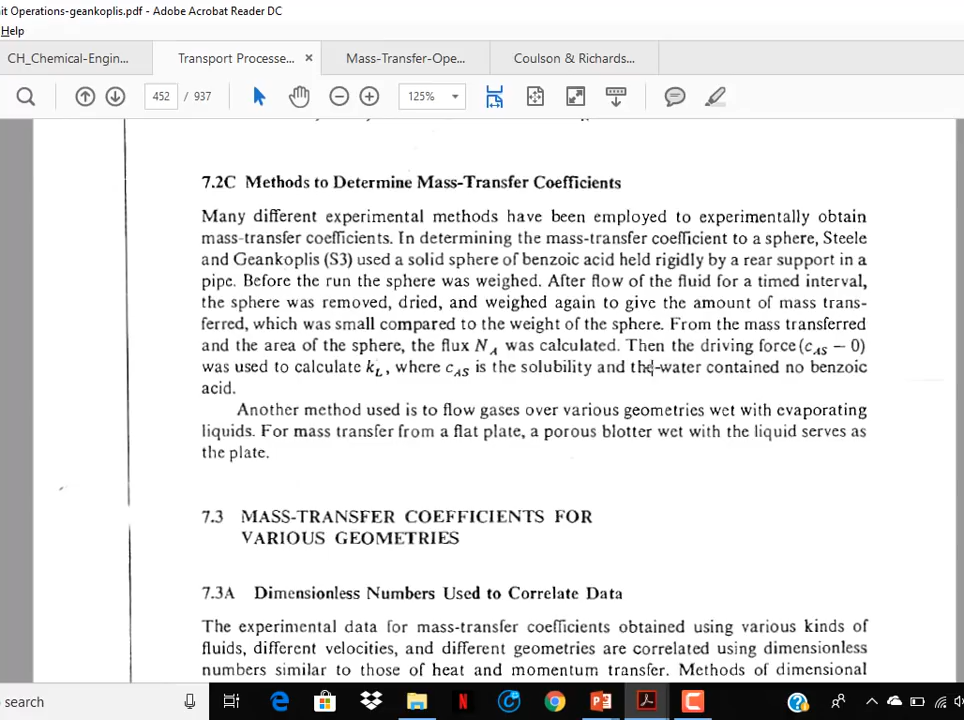 it Operations-geankoplis.pdf - Adobe Acrobat Reader DC
Help
CH_Chemical-Engin...
Transport Processe... ×
Mass-Transfer-Ope...
Coulson & Richards...
452 / 937
125%
7.2C Methods to Determine Mass-Transfer Coefficients
Many different experimental methods have been employed to experimentally obtain
mass-transfer coefficients. In determining the mass-transfer coefficient to a sphere, Steele
and Geankoplis (S3) used a solid sphere of benzoic acid held rigidly by a rear support in a
pipe. Before the run the sphere was weighed. After flow of the fluid for a timed interval,
the sphere was removed, dried, and weighed again to give the amount of mass trans-
ferred, which was small compared to the weight of the sphere. From the mass transferred
and the area of the sphere, the flux N_A was calculated. Then the driving force (c_AS − 0)
was used to calculate k_L, where c_AS is the solubility and the water contained no benzoic
acid.
Another method used is to flow gases over various geometries wet with evaporating
liquids. For mass transfer from a flat plate, a porous blotter wet with the liquid serves as
the plate.
7.3 MASS-TRANSFER COEFFICIENTS FOR
VARIOUS GEOMETRIES
7.3A Dimensionless Numbers Used to Correlate Data
The experimental data for mass-transfer coefficients obtained using various kinds of
fluids, different velocities, and different geometries are correlated using dimensionless
numbers similar to those of heat and momentum transfer. Methods of dimensional
search